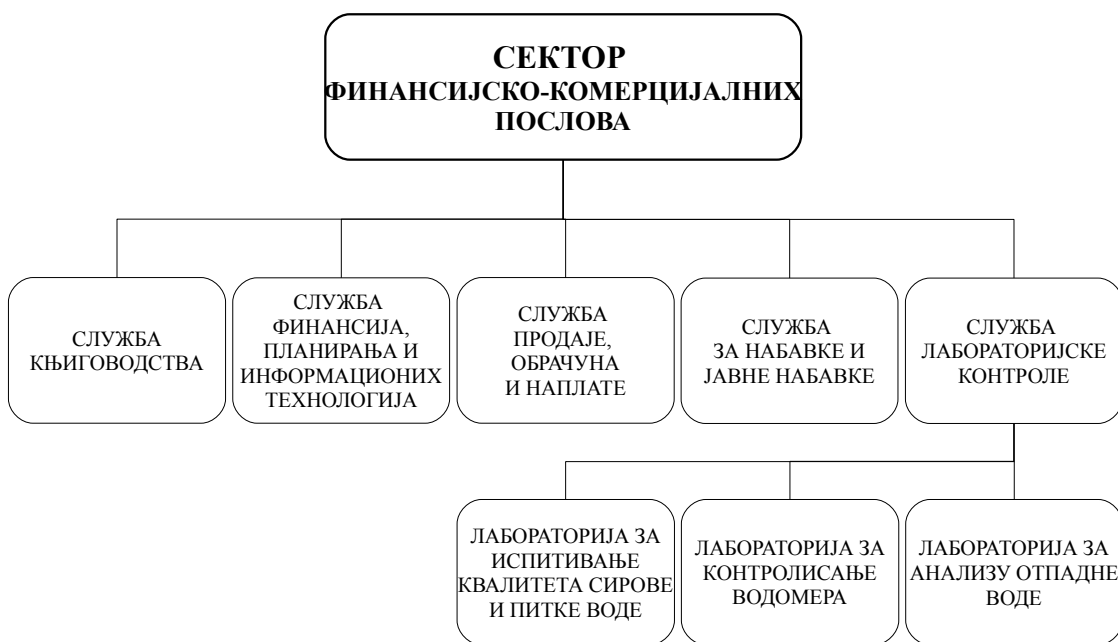 СЕКТОР
ФИНАНСИЈСКО-КОМЕРЦИЈАЛНИХ
ПОСЛОВА
СЛУЖБА
КЊИГОВОДСТВА
СЛУЖБА
ФИНАНСИЈА,
ПЛАНИРАЊА И
ИНФОРМАЦИОНИХ
ТЕХНОЛОГИЈА
СЛУЖБА
ПРОДАЈЕ,
ОБРАЧУНА
И НАПЛАТЕ
СЛУЖБА
ЗА НАБАВКЕ И
ЈАВНЕ НАБАВКЕ
СЛУЖБА
ЛАБОРАТОРИЈСКЕ
КОНТРОЛЕ
ЛАБОРАТОРИЈА ЗА
ИСПИТИВАЊЕ
КВАЛИТЕТА СИРОВЕ
И ПИТКЕ ВОДЕ
ЛАБОРАТОРИЈА ЗА
КОНТРОЛИСАЊЕ
ВОДОМЕРА
ЛАБОРАТОРИЈА ЗА
АНАЛИЗУ ОТПАДНЕ
ВОДЕ